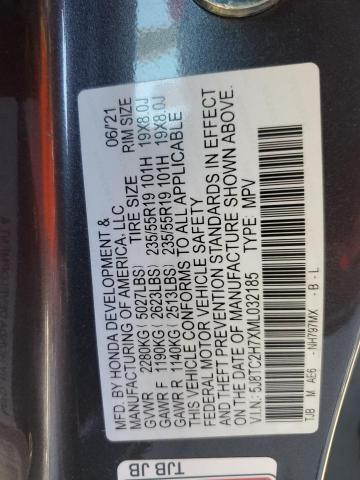 MFD. BY HONDA DEVELOPMENT & 06/21
MANUFACTURING OF AMERICA, LLC
TIRE SIZE RIM SIZE
GVWR 2280KG ( 5027LBS) 235/55R19 101H 19X8.0J
GAWR F 1190KG ( 2623LBS) 235/55R19 101H 19X8.0J
GAWR R 1140KG ( 2513LBS)
THIS VEHICLE CONFORMS TO ALL APPLICABLE
FEDERAL MOTOR VEHICLE SAFETY
AND THEFT PREVENTION STANDARDS IN EFFECT
ON THE DATE OF MANUFACTURE SHOWN ABOVE.
V.I.N.: 5J8TC2H7XML032185 TYPE: MPV
TJB M AE6 -NH797MX -B -L
TJB JB